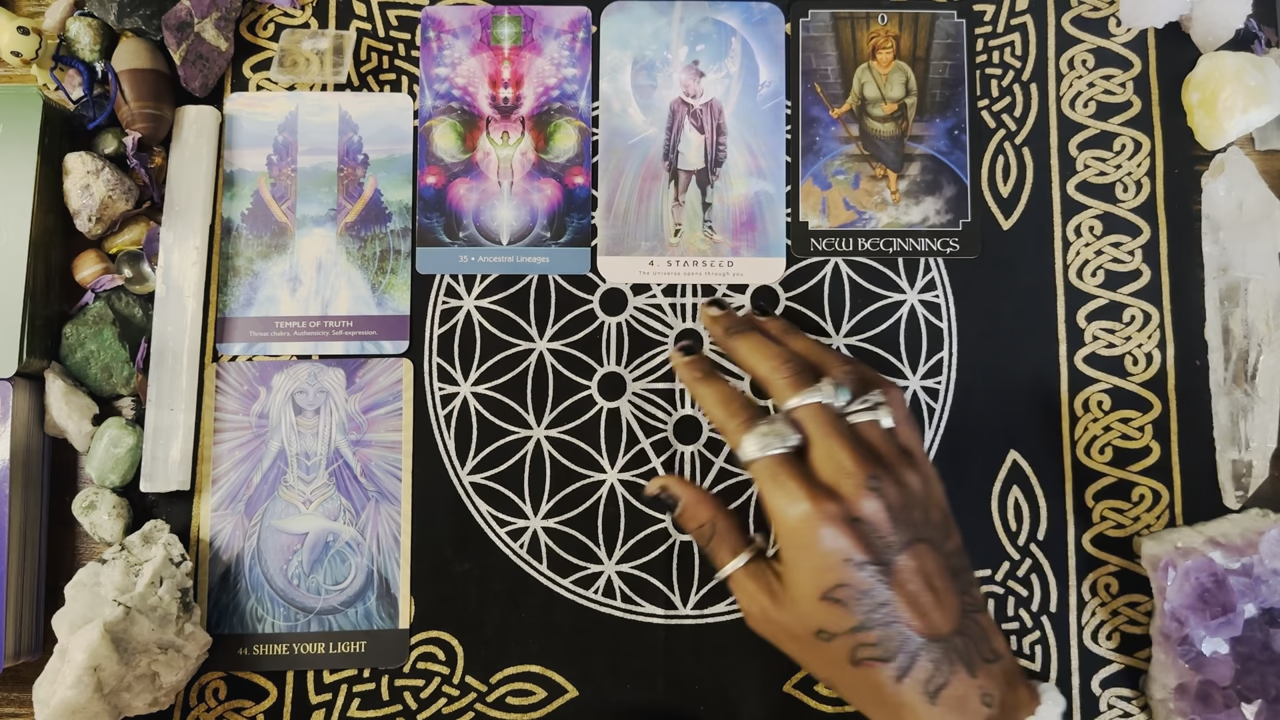 0
NEW BEGINNINGS
4. STARSEED
The Universe opens through you
35 • Ancestral Lineages
TEMPLE OF TRUTH
Throat chakra. Authenticity. Self-expression.
44. SHINE YOUR LIGHT